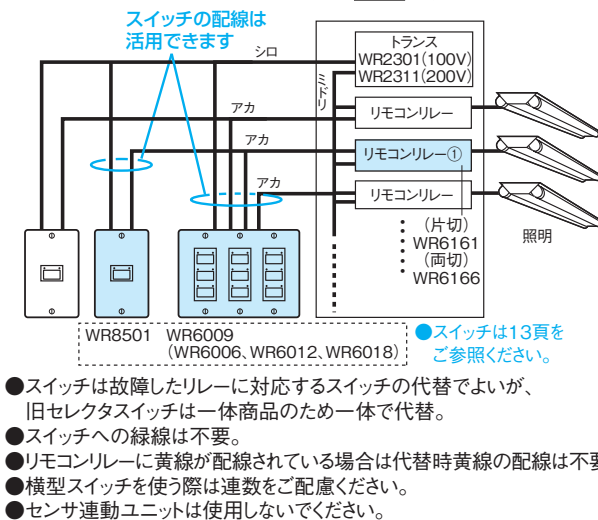 スイッチの配線は
活用できます
シロ
トランス
WR2301(100V)
WR2311(200V)
ミドリ
アカ
リモコンリレー
アカ
リモコンリレー①
アカ
リモコンリレー
(片切)
WR6161
(両切)
WR6166
照明
WR8501 WR6009
(WR6006、WR6012、WR6018)
●スイッチは13頁を
ご参照ください。
●スイッチは故障したリレーに対応するスイッチの代替でよいが、
旧セレクタスイッチは一体商品のため一体で代替。
●スイッチへの緑線は不要。
●リモコンリレーに黄線が配線されている場合は代替時黄線の配線は不要
●横型スイッチを使う際は連数をご配慮ください。
●センサ連動ユニットは使用しないでください。